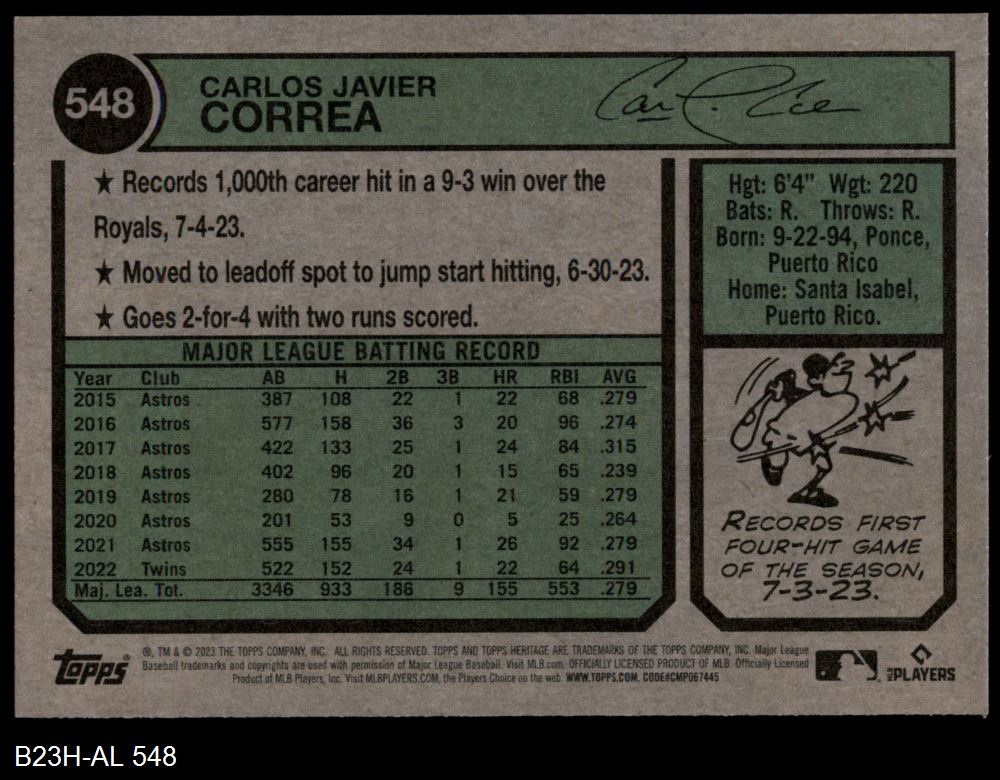 548
CARLOS JAVIER
CORREA
★ Records 1,000th career hit in a 9-3 win over the
Royals, 7-4-23.
★ Moved to leadoff spot to jump start hitting, 6-30-23.
★ Goes 2-for-4 with two runs scored.
Hgt: 6'4" Wgt: 220
Bats: R. Throws: R.
Born: 9-22-94, Ponce,
Puerto Rico
Home: Santa Isabel,
Puerto Rico.
MAJOR LEAGUE BATTING RECORD
Year Club AB H 2B 3B HR RBI AVG
2015 Astros 387 108 22 1 22 68 .279
2016 Astros 577 158 36 3 20 96 .274
2017 Astros 422 133 25 1 24 84 .315
2018 Astros 402 96 20 1 15 65 .239
2019 Astros 280 78 16 1 21 59 .279
2020 Astros 201 53 9 0 5 25 .264
2021 Astros 555 155 34 1 26 92 .279
2022 Twins 522 152 24 1 22 64 .291
Maj. Lea. Tot. 3346 933 186 9 155 553 .279
RECORDS FIRST
FOUR-HIT GAME
OF THE SEASON,
7-3-23.
Topps®
®, TM & © 2023 THE TOPPS COMPANY, INC. ALL RIGHTS RESERVED. TOPPS AND TOPPS HERITAGE ARE TRADEMARKS OF THE TOPPS COMPANY, INC. Major League
Baseball trademarks and copyrights are used with permission of Major League Baseball. Visit MLB.com. OFFICIALLY LICENSED PRODUCT OF MLB. Officially Licensed
Product of MLB Players, Inc. Visit MLBPLAYERS.COM, the Players Choice on the web. WWW.TOPPS.COM. CODE#CMP067445
MLB PLAYERS
B23H-AL 548